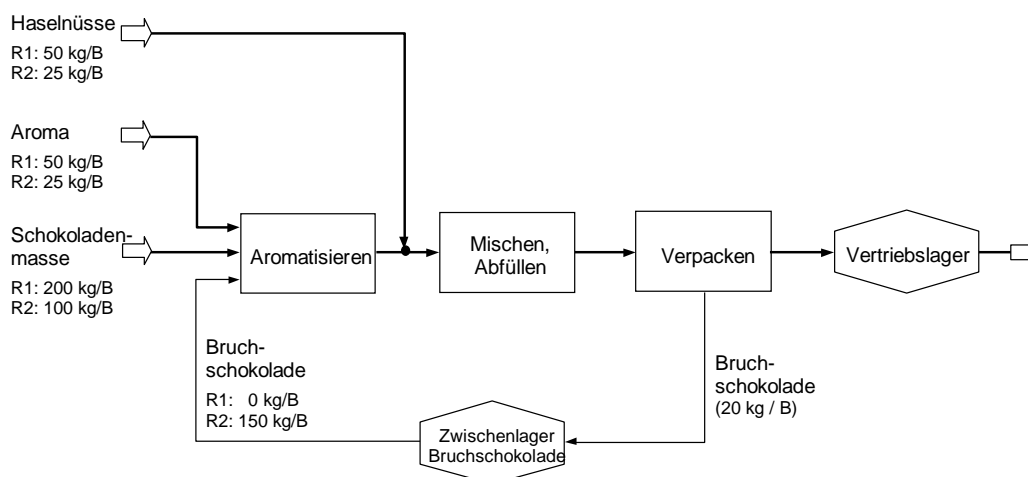 Haselnüsse
R1: 50 kg/B
R2: 25 kg/B
Aroma
R1: 50 kg/B
R2: 25 kg/B
Schokoladen-
masse
R1: 200 kg/B
R2: 100 kg/B
Aromatisieren
Mischen,
Abfüllen
Verpacken
Vertriebslager
Bruch-
schokolade
R1: 0 kg/B
R2: 150 kg/B
Bruch-
schokolade
(20 kg / B)
Zwischenlager
Bruchschokolade